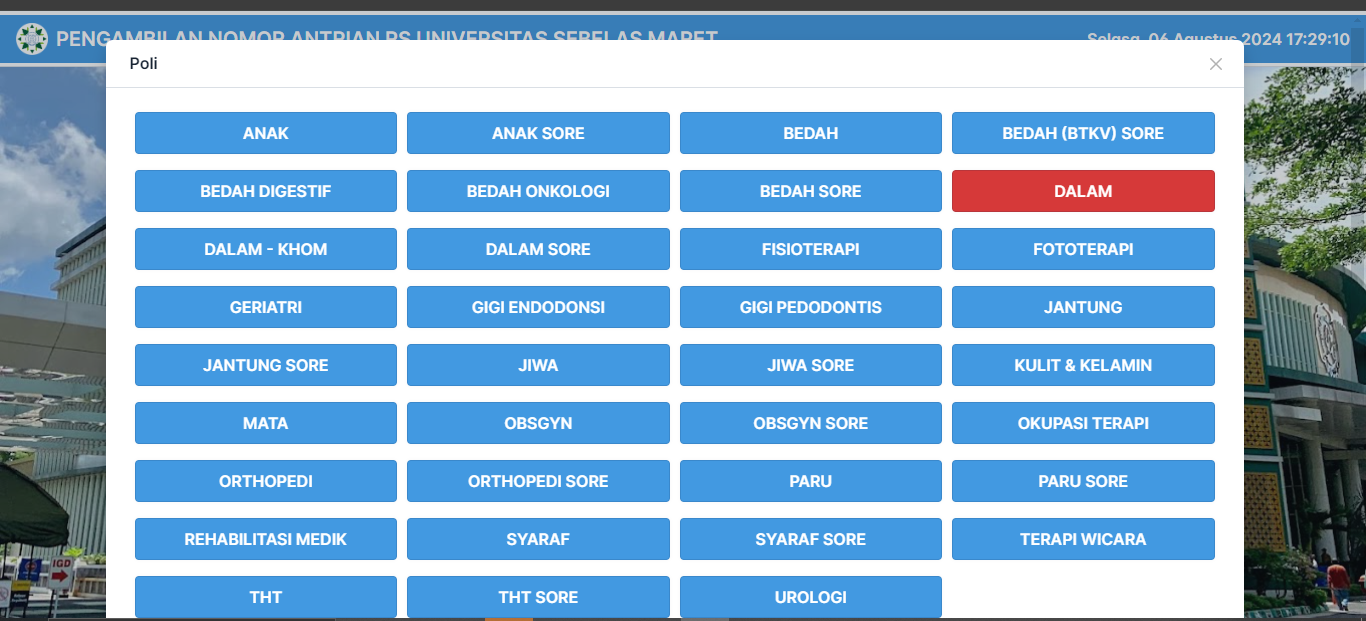 PENGAMBILAN NOMOR ANTRIAN RS UNIVERSITAS SEBELAS MARET
Selasa, 06 Agustus 2024 17:29:10
Poli
ANAK
ANAK SORE
BEDAH
BEDAH (BTKV) SORE
BEDAH DIGESTIF
BEDAH ONKOLOGI
BEDAH SORE
DALAM
DALAM - KHOM
DALAM SORE
FISIOTERAPI
FOTOTERAPI
GERIATRI
GIGI ENDODONSI
GIGI PEDODONTIS
JANTUNG
JANTUNG SORE
JIWA
JIWA SORE
KULIT & KELAMIN
MATA
OBSGYN
OBSGYN SORE
OKUPASI TERAPI
ORTHOPEDI
ORTHOPEDI SORE
PARU
PARU SORE
REHABILITASI MEDIK
SYARAF
SYARAF SORE
TERAPI WICARA
IGD
THT
THT SORE
UROLOGI